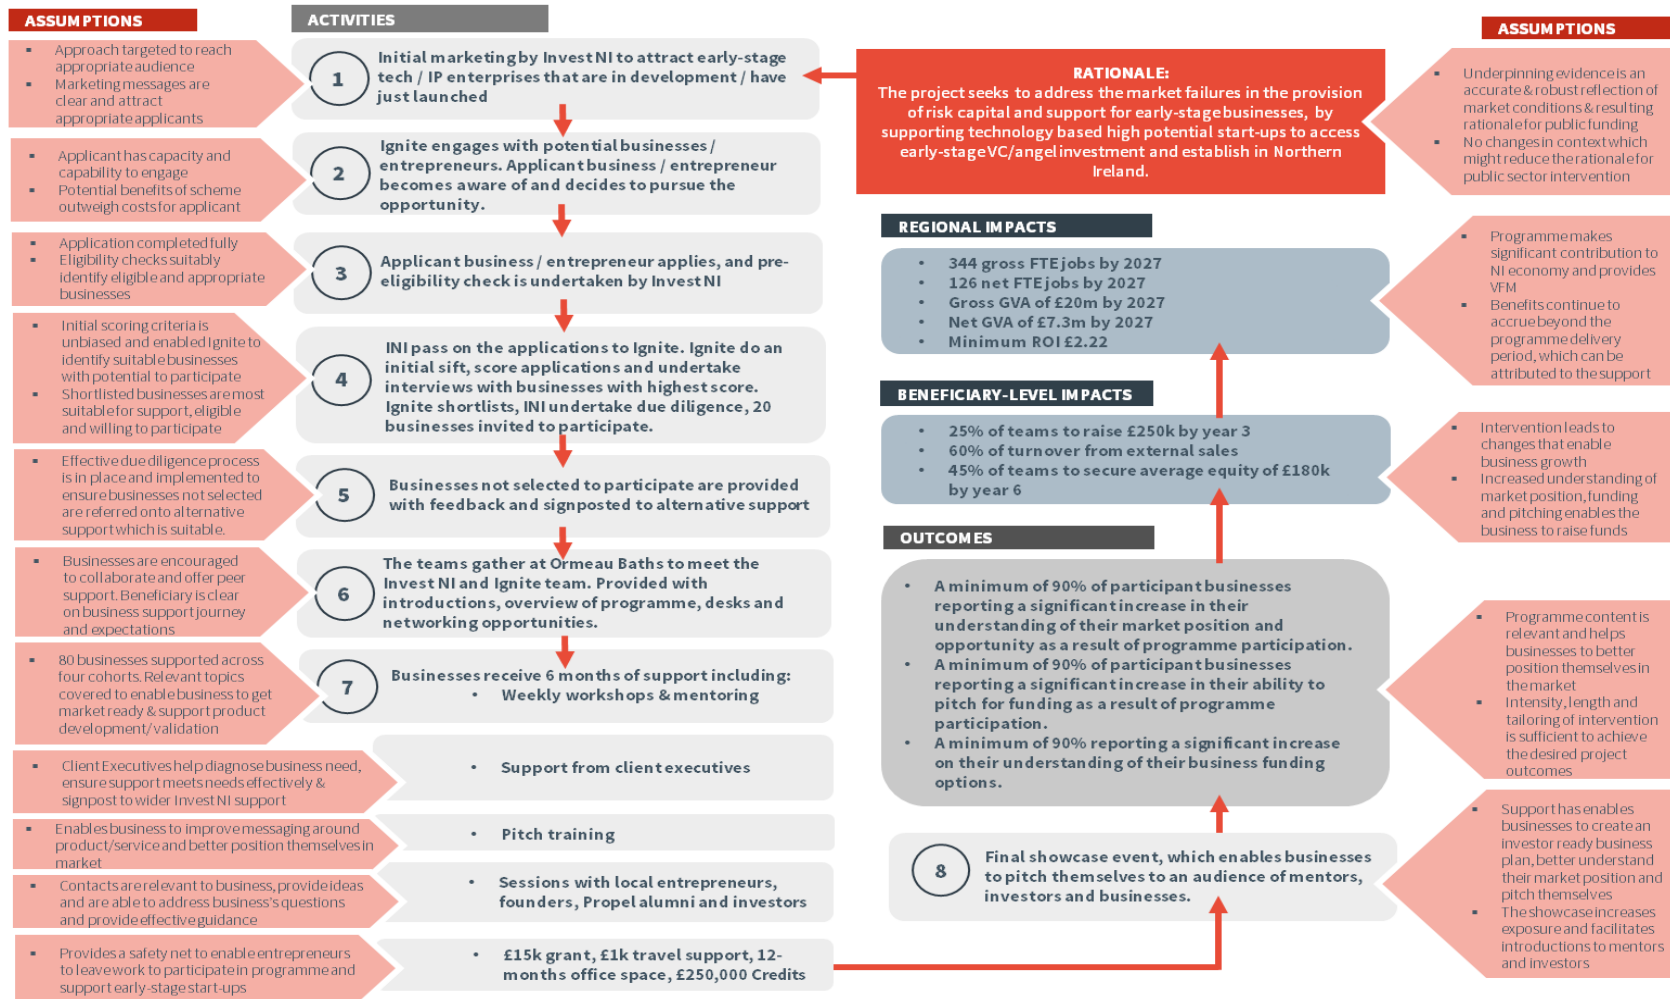 ASSUMPTIONS
▪ Approach targeted to reach
appropriate audience
▪ Marketing messages are
clear and attract
appropriate applicants
▪ Applicant has capacity and
capability to engage
▪ Potential benefits of scheme
outweigh costs for applicant
▪ Application completed fully
▪ Eligibility checks suitably
identify eligible and appropriate
businesses
▪ Initial scoring criteria is
unbiased and enabled Ignite to
identify suitable businesses
with potential to participate
▪ Shortlisted businesses are most
suitable for support, eligible
and willing to participate
▪ Effective due diligence process
is in place and implemented to
ensure businesses not selected
are referred onto alternative
support which is suitable.
▪ Businesses are encouraged
to collaborate and offer peer
support. Beneficiary is clear
on business support journey
and expectations
▪ 80 businesses supported across
four cohorts. Relevant topics
covered to enable business to get
market ready & support product
development/validation
▪ Client Executives help diagnose business need,
ensure support meets needs effectively &
signpost to wider Invest NI support
▪ Enables business to improve messaging around
product/service and better position themselves in
market
▪ Contacts are relevant to business, provide ideas
and are able to address business's questions
and provide effective guidance
▪ Provides a safety net to enable entrepreneurs
to leave work to participate in programme and
support early-stage start-ups
ACTIVITIES
1
Initial marketing by Invest NI to attract early-stage
tech / IP enterprises that are in development / have
just launched
2
Ignite engages with potential businesses /
entrepreneurs. Applicant business / entrepreneur
becomes aware of and decides to pursue the
opportunity.
3
Applicant business / entrepreneur applies, and pre-
eligibility check is undertaken by Invest NI
4
INI pass on the applications to Ignite. Ignite do an
initial sift, score applications and undertake
interviews with businesses with highest score.
Ignite shortlists, INI undertake due diligence, 20
businesses invited to participate.
5
Businesses not selected to participate are provided
with feedback and signposted to alternative support
6
The teams gather at Ormeau Baths to meet the
Invest NI and Ignite team. Provided with
introductions, overview of programme, desks and
networking opportunities.
7
Businesses receive 6 months of support including:
• Weekly workshops & mentoring
• Support from client executives
• Pitch training
• Sessions with local entrepreneurs,
founders, Propel alumni and investors
• £15k grant, £1k travel support, 12-
months office space, £250,000 Credits
RATIONALE:
The project seeks to address the market failures in the provision
of risk capital and support for early-stage businesses, by
supporting technology based high potential start-ups to access
early-stage VC/angel investment and establish in Northern
Ireland.
REGIONAL IMPACTS
• 344 gross FTE jobs by 2027
• 126 net FTE jobs by 2027
• Gross GVA of £20m by 2027
• Net GVA of £7.3m by 2027
• Minimum ROI £2.22
BENEFICIARY-LEVEL IMPACTS
• 25% of teams to raise £250k by year 3
• 60% of turnover from external sales
• 45% of teams to secure average equity of £180k
by year 6
OUTCOMES
• A minimum of 90% of participant businesses
reporting a significant increase in their
understanding of their market position and
opportunity as a result of programme participation.
• A minimum of 90% of participant businesses
reporting a significant increase in their ability to
pitch for funding as a result of programme
participation.
• A minimum of 90% reporting a significant increase
on their understanding of their business funding
options.
8
Final showcase event, which enables businesses
to pitch themselves to an audience of mentors,
investors and businesses.
ASSUMPTIONS
▪ Underpinning evidence is an
accurate & robust reflection of
market conditions & resulting
rationale for public funding
▪ No changes in context which
might reduce the rationale for
public sector intervention
▪ Programme makes
significant contribution to
NI economy and provides
VFM
▪ Benefits continue to
accrue beyond the
programme delivery
period, which can be
attributed to the support
▪ Intervention leads to
changes that enable
business growth
▪ Increased understanding of
market position, funding
and pitching enables the
business to raise funds
▪ Programme content is
relevant and helps
businesses to better
position themselves in
the market
▪ Intensity, length and
tailoring of intervention
is sufficient to achieve
the desired project
outcomes
▪ Support has enables
businesses to create an
investor ready business
plan, better understand
their market position and
pitch themselves
▪ The showcase increases
exposure and facilitates
introductions to mentors
and investors